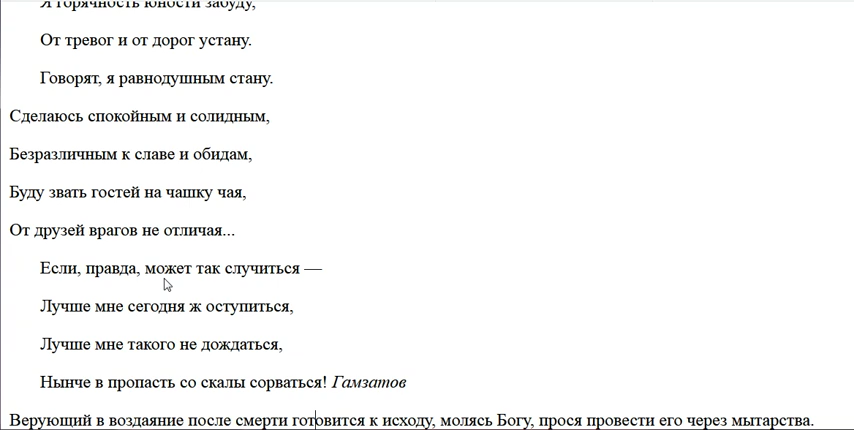 Я горячность юности забуду,
От тревог и от дорог устану.
Говорят, я равнодушным стану.
Сделаюсь спокойным и солидным,
Безразличным к славе и обидам,
Буду звать гостей на чашку чая,
От друзей врагов не отличая...
Если, правда, может так случиться —
Лучше мне сегодня ж оступиться,
Лучше мне такого не дождаться,
Нынче в пропасть со скалы сорваться! Гамзатов
Верующий в воздаяние после смерти готовится к исходу, молясь Богу, прося провести его через мытарства.